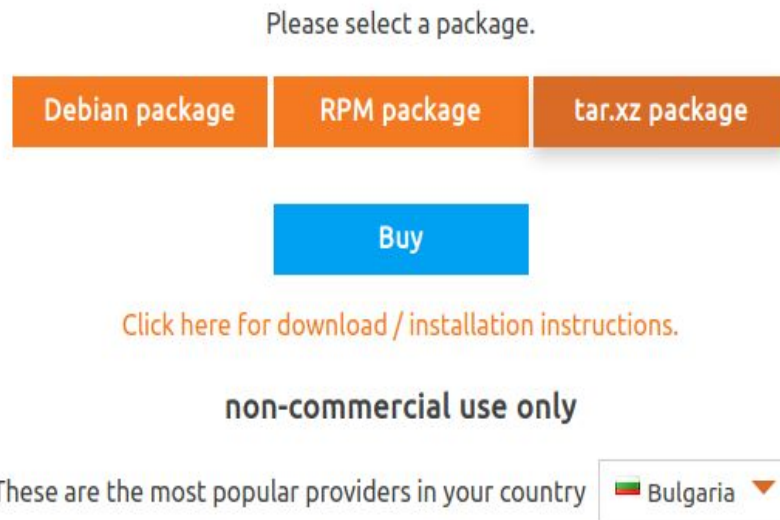 Please select a package.
Debian package RPM package tar.xz package
Buy
Click here for download / installation instructions.
non-commercial use only
These are the most popular providers in your country Bulgaria